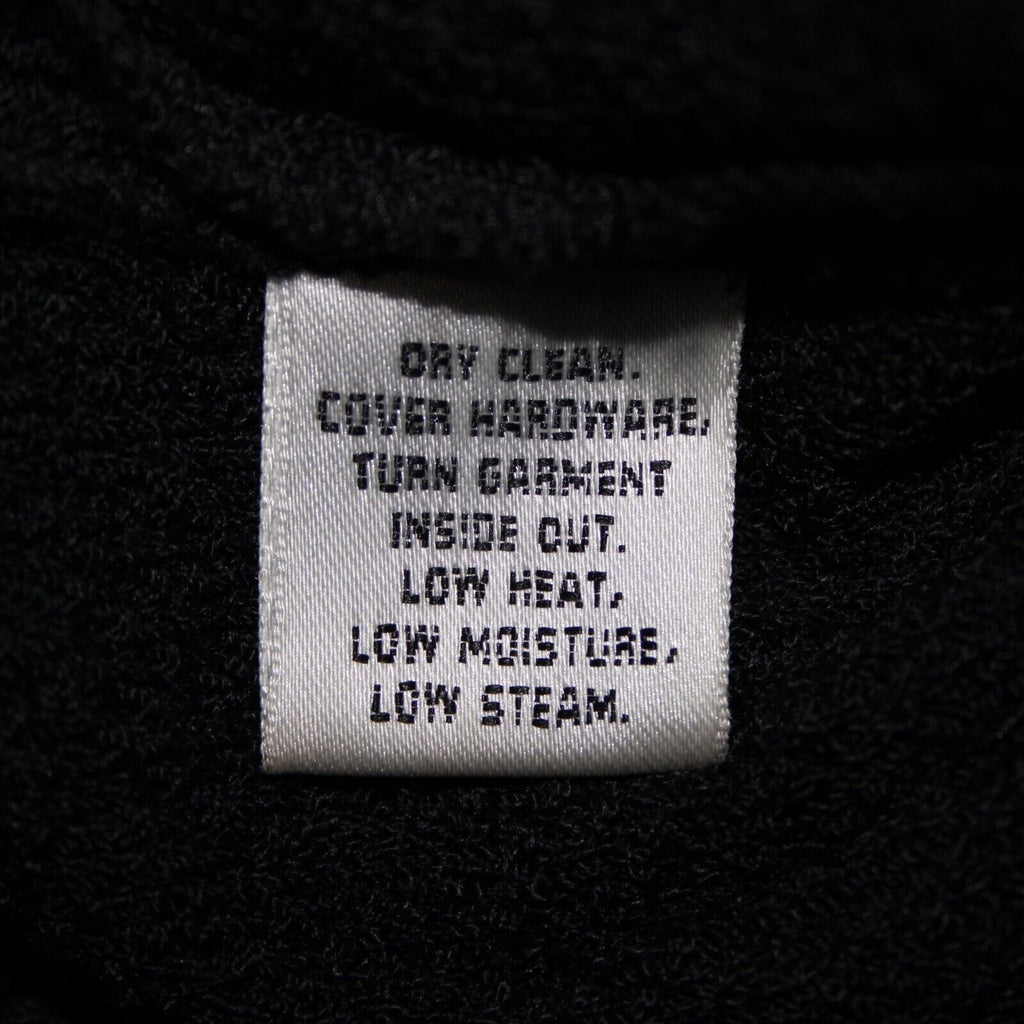 DRY CLEAN.
COVER HARDWARE,
TURN GARMENT
INSIDE OUT.
LOW HEAT,
LOW MOISTURE,
LOW STEAM.